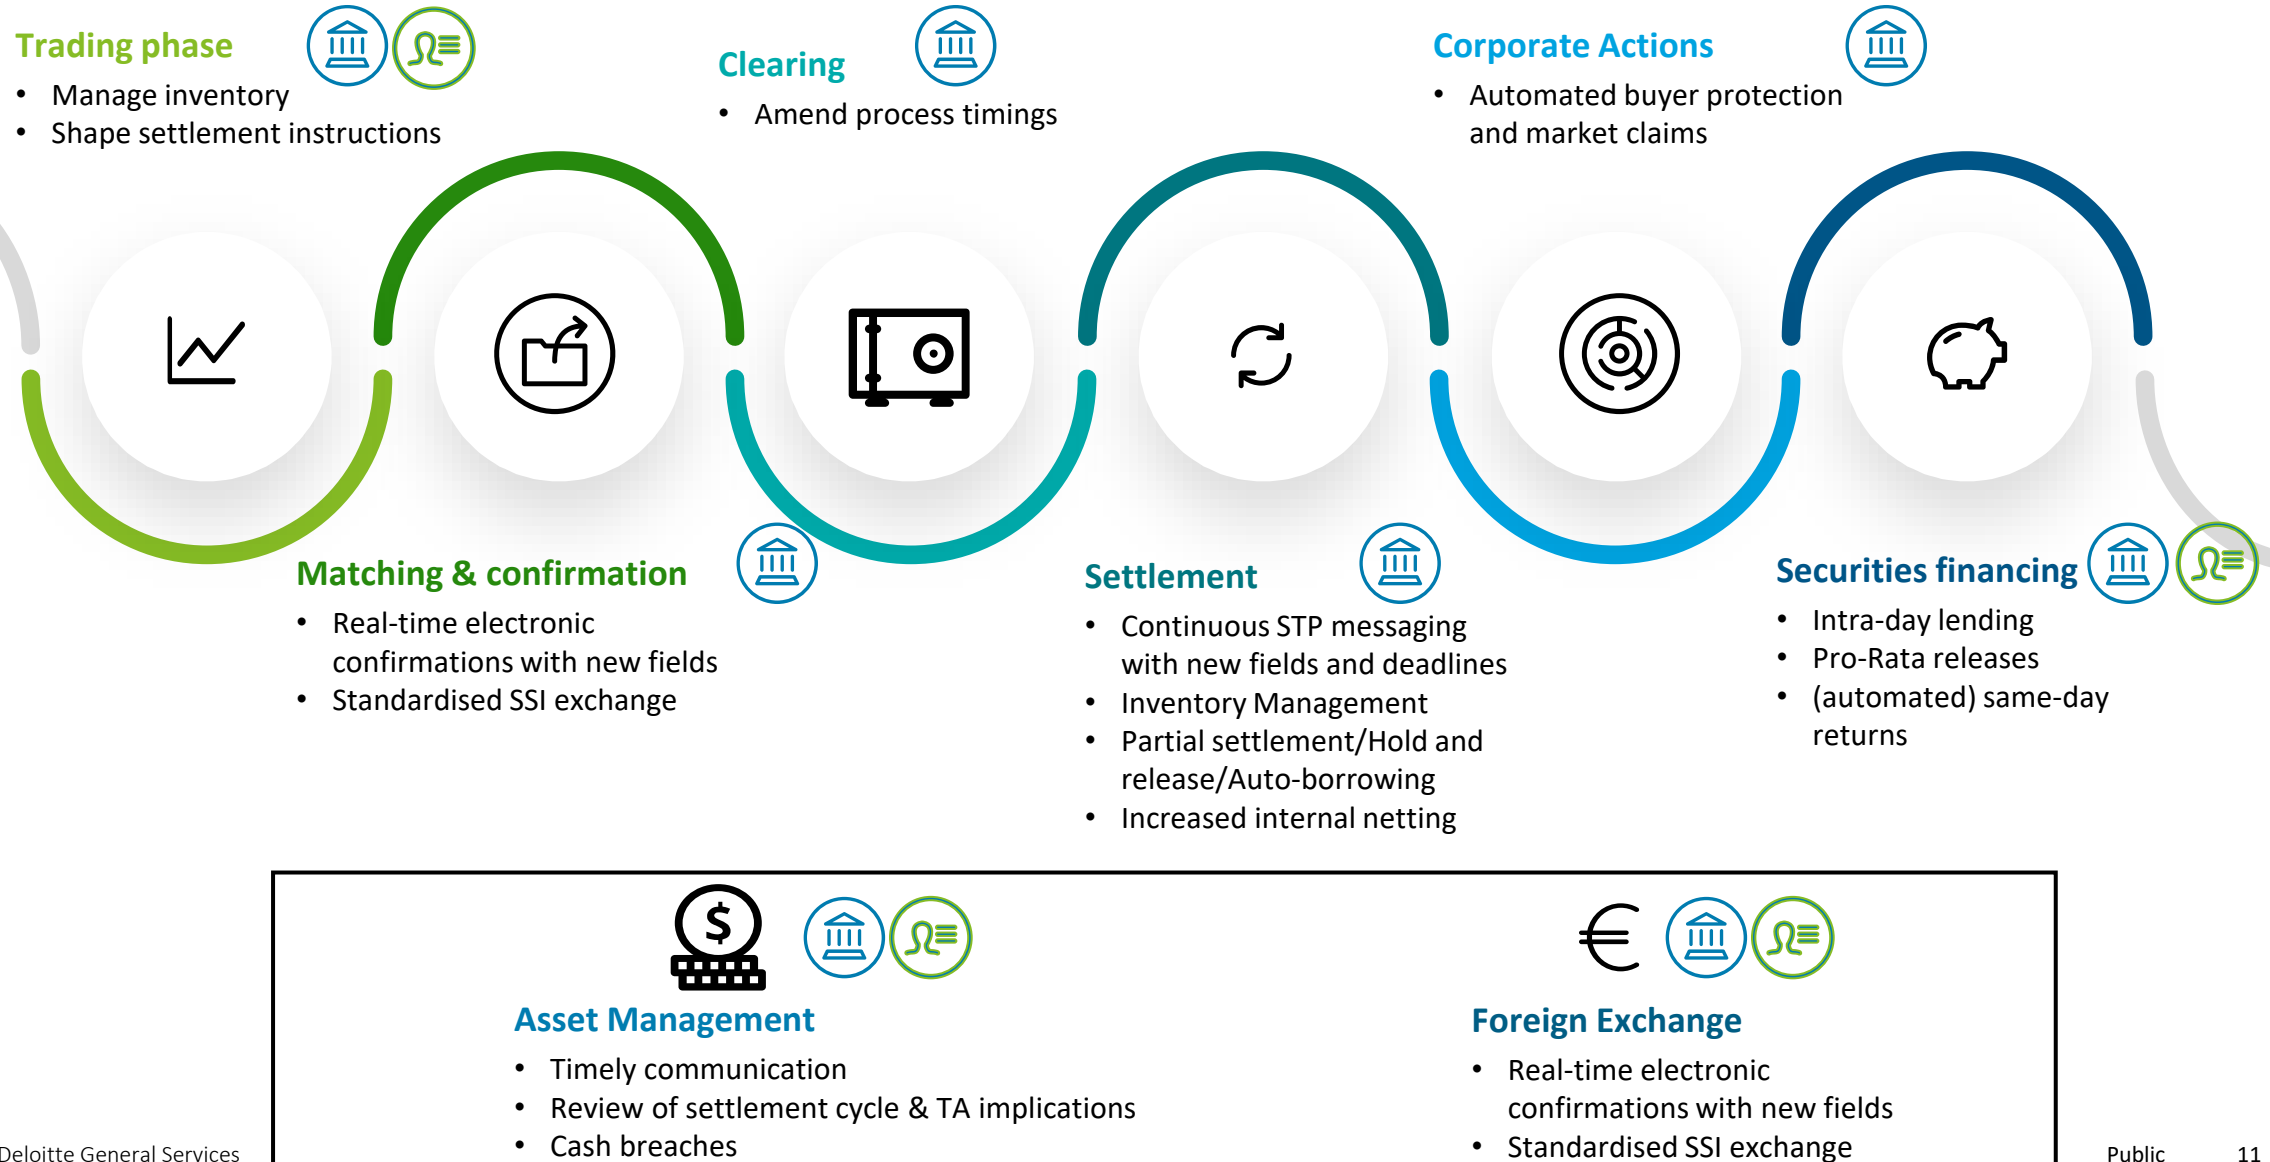 Trading phase
• Manage inventory
• Shape settlement instructions
Clearing
• Amend process timings
Corporate Actions
• Automated buyer protection
and market claims
Matching & confirmation
• Real-time electronic
confirmations with new fields
• Standardised SSI exchange
Settlement
• Continuous STP messaging
with new fields and deadlines
• Inventory Management
• Partial settlement/Hold and
release/Auto-borrowing
• Increased internal netting
Securities financing
• Intra-day lending
• Pro-Rata releases
• (automated) same-day
returns
$
€
Asset Management
• Timely communication
• Review of settlement cycle & TA implications
• Cash breaches
Foreign Exchange
• Real-time electronic
confirmations with new fields
• Standardised SSI exchange
Deloitte General Services
Public 11